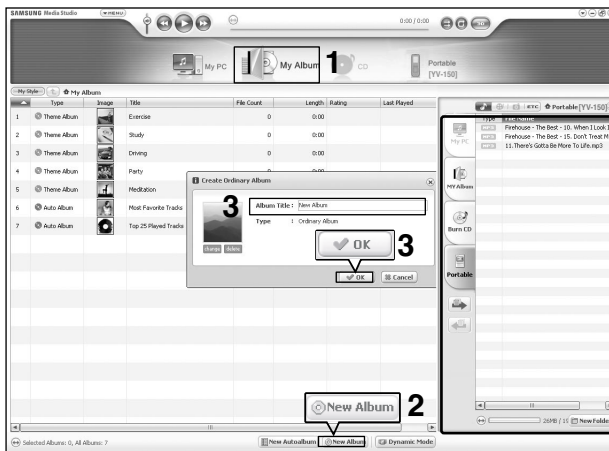 SAMSUNG Media Studio
MENU
0:00 / 0:00
My PC
My Album
1
CD
Portable
[YV-150]
My Style
My Album
Type Image Title File Count Length Rating Last Played
1 Theme Album Exercise 0 0:00
2 Theme Album Study 0 0:00
3 Theme Album Driving 0 0:00
4 Theme Album Party
5 Theme Album Meditation
6 Auto Album Most Favorite Tracks
7 Auto Album Top 25 Played Tracks
Create Ordinary Album
3
Album Title : New Album
Type : Ordinary Album
change delete
OK
3
OK Cancel
ETC Portable [YV-150]
Type File Name
Firehouse - The Best - 10. When I Look I
Firehouse - The Best - 15. Don't Treat M
11.There's Gotta Be More To Life.mp3
My PC
MY Album
Burn CD
Portable
New Album
2
Selected Albums: 0, All Albums: 7
New Autoalbum New Album Dynamic Mode
New Folder